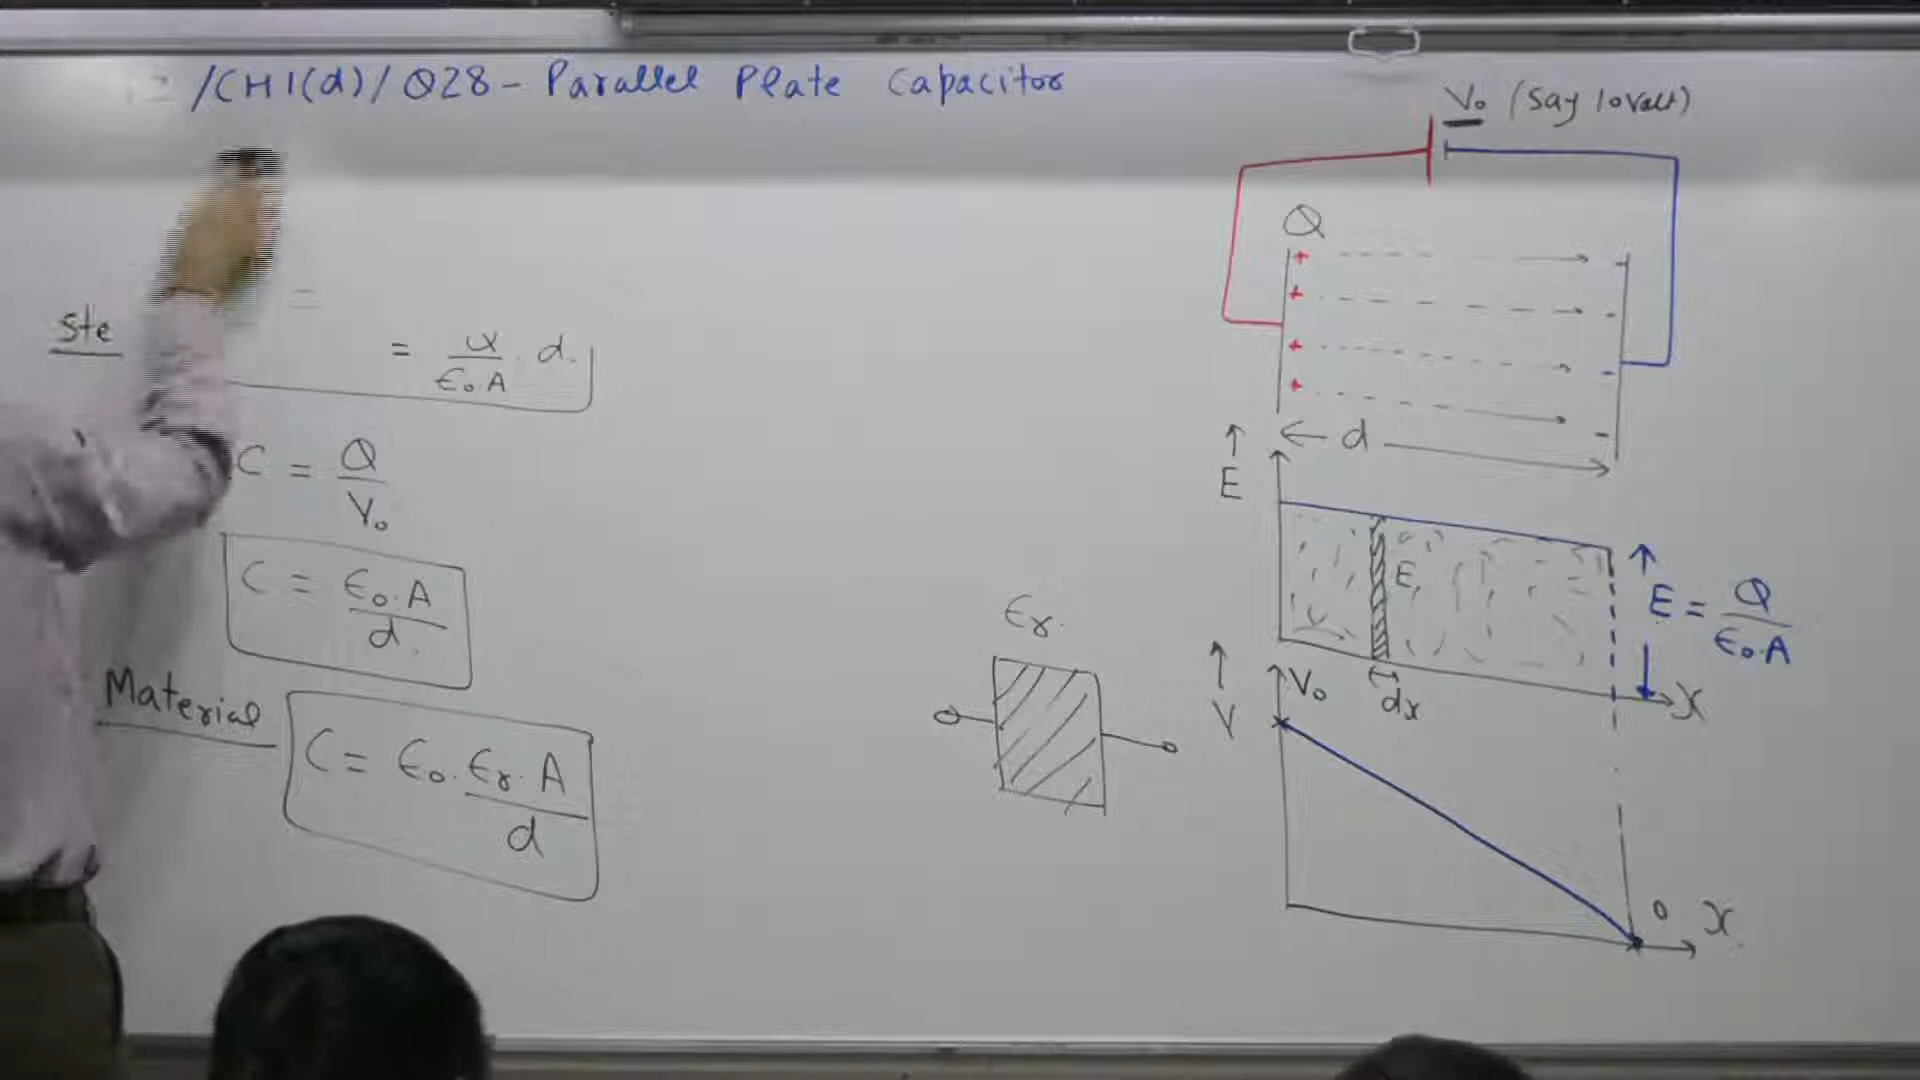 /CH1(d)/Q28 - Parallel Plate Capacitor
V₀ (Say 10 Volt)
Q
+ -
+ -
+ -
+ -
d
Ste
= Q/(ϵ₀.A) . d.
C = Q/V₀
C = ϵ₀.A/d.
Material C = ϵ₀.ϵᵣ.A/d
ϵᵣ.
E
E,
E = Q/(ϵ₀.A)
dx
X
V
V₀
0
X